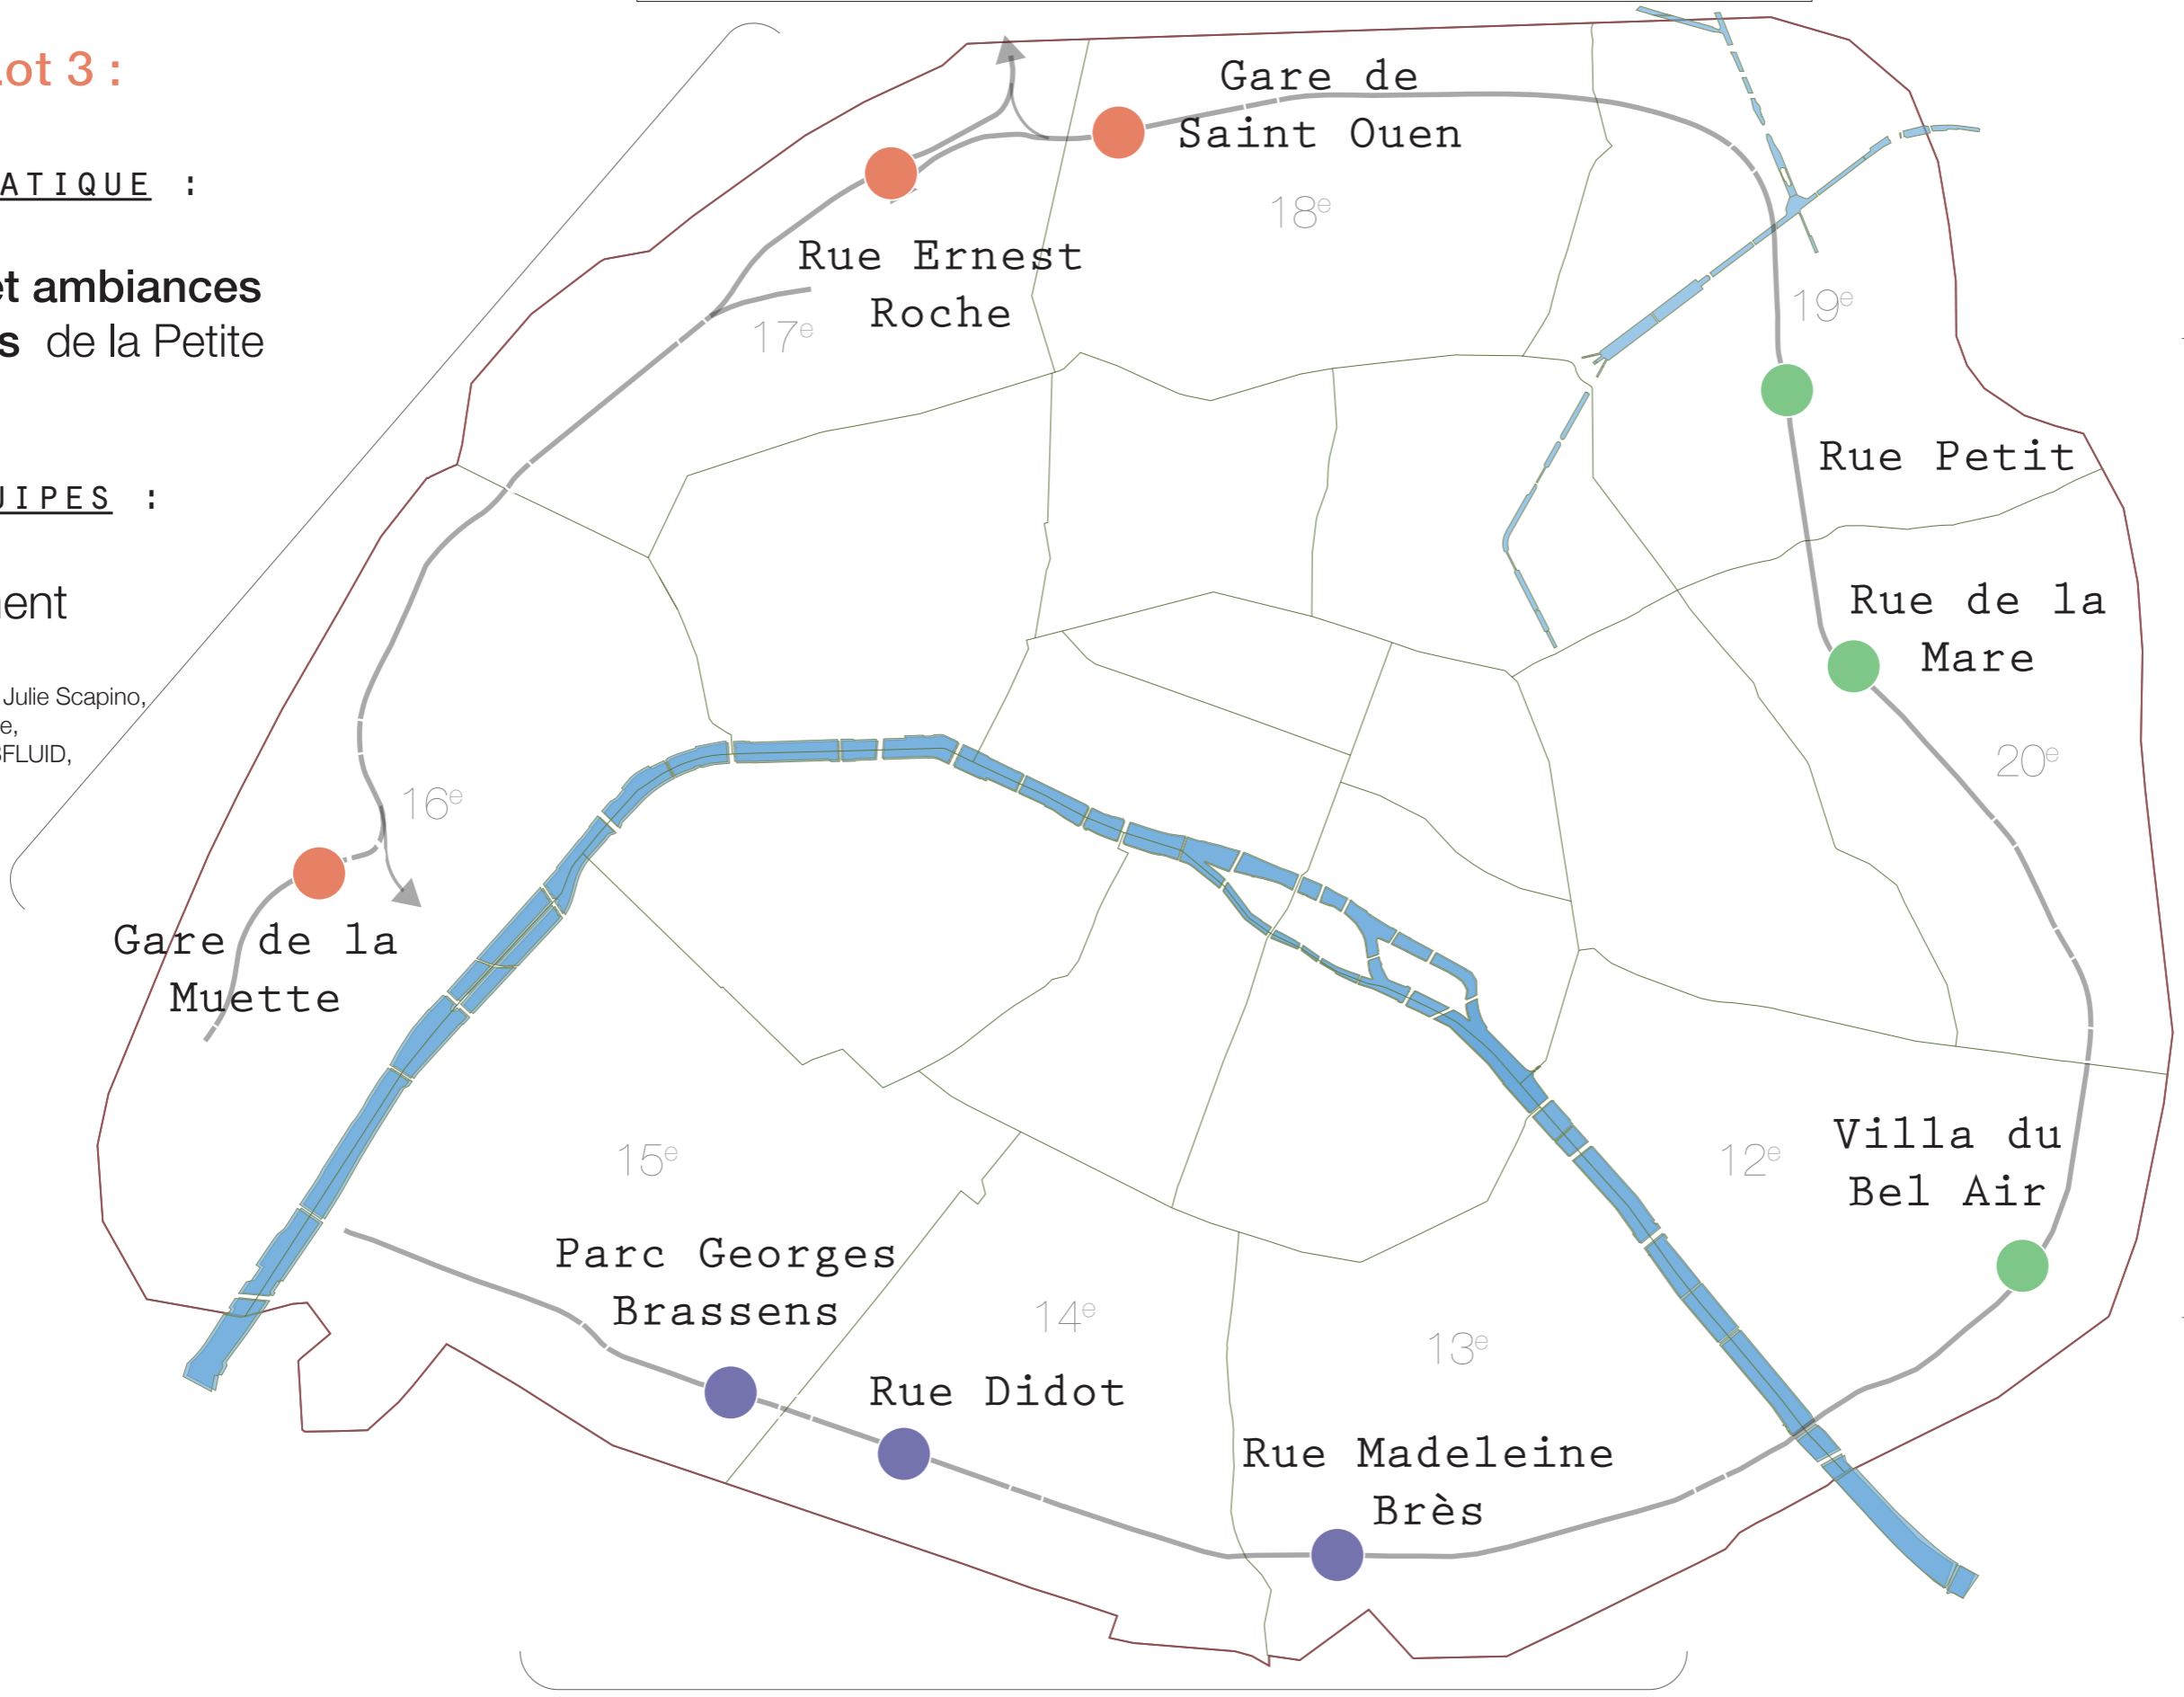 ot 3 :
ATIQUE :
et ambiances
s de la Petite
UIPES :
ent
Julie Scapino,
e,
FLUID,
Gare de
Saint Ouen
18e
Rue Ernest
Roche
17e
19e
Rue Petit
Rue de la
Mare
20e
16e
Gare de la
Muette
Villa du
Bel Air
12e
15e
Parc Georges
Brassens
14e
13e
Rue Didot
Rue Madeleine
Brès